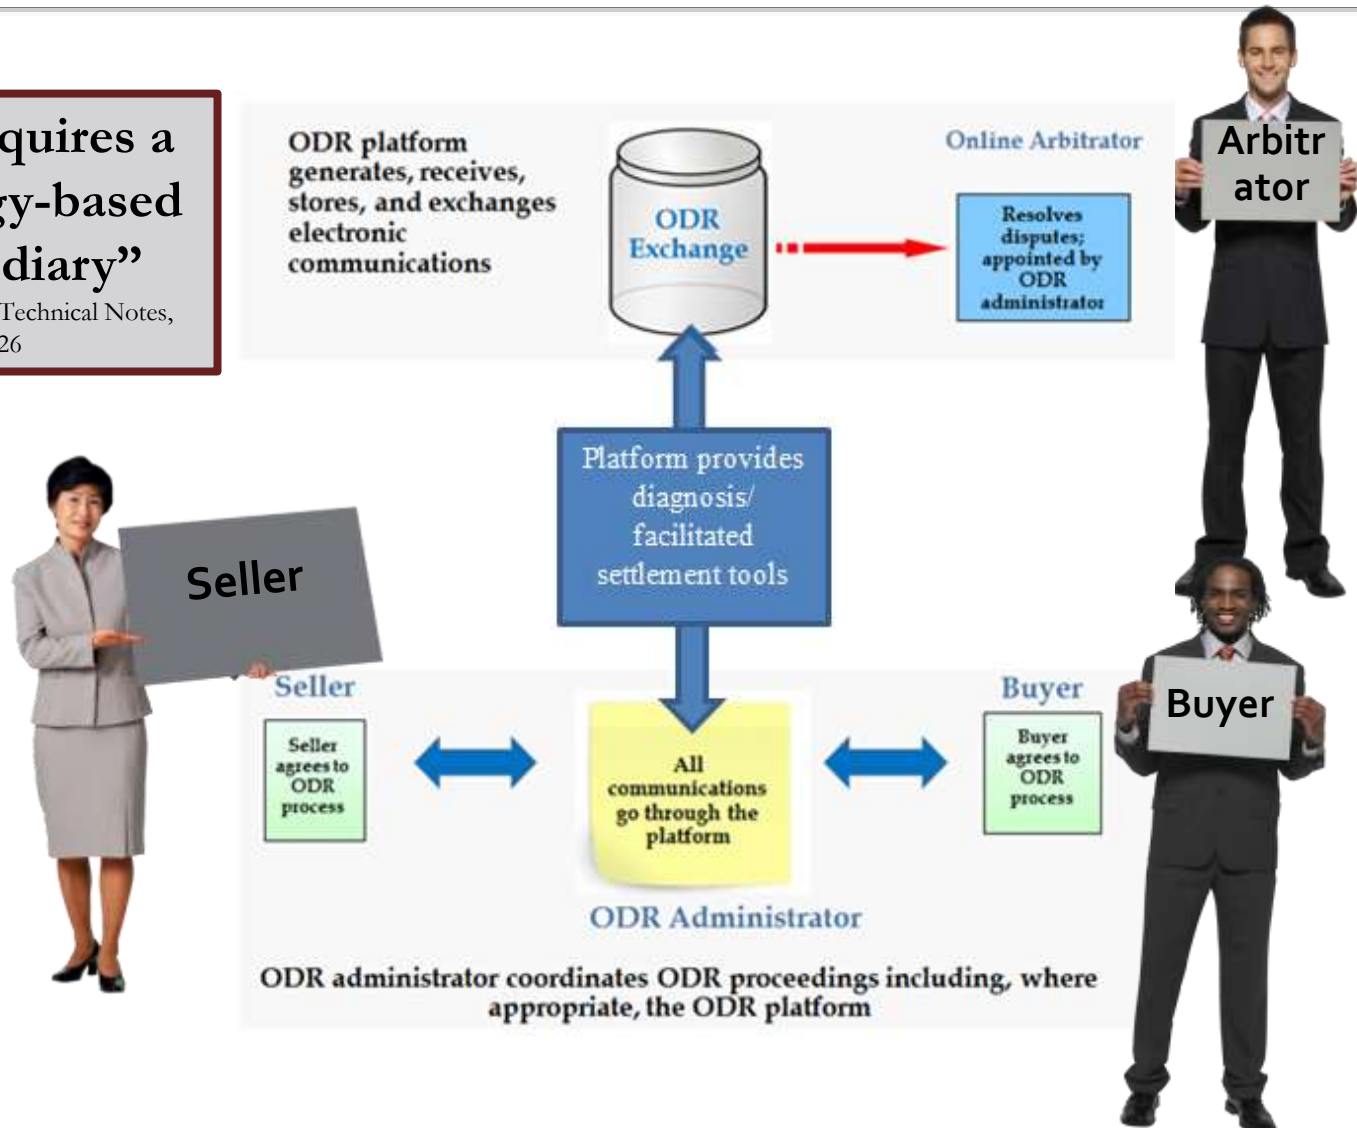 quires a
gy-based
diary”
Technical Notes,
26
ODR platform
generates, receives,
stores, and exchanges
electronic
communications
ODR
Exchange
Online Arbitrator
Resolves
disputes;
appointed by
ODR
administrator
Arbitr
ator
Platform provides
diagnosis/
facilitated
settlement tools
Seller
Seller
Seller
agrees to
ODR
process
All
communications
go through the
platform
Buyer
Buyer
agrees to
ODR
process
Buyer
ODR Administrator
ODR administrator coordinates ODR proceedings including, where
appropriate, the ODR platform